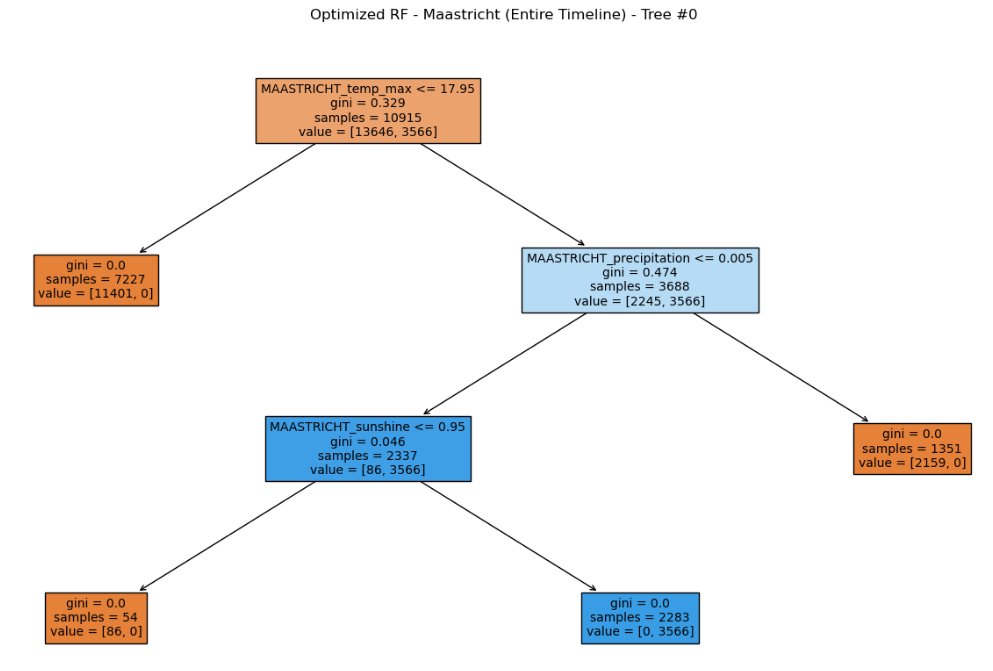 Optimized RF - Maastricht (Entire Timeline) - Tree #0
MAASTRICHT_temp_max <= 17.95
gini = 0.329
samples = 10915
value = [13646, 3566]
gini = 0.0
samples = 7227
value = [11401, 0]
MAASTRICHT_precipitation <= 0.005
gini = 0.474
samples = 3688
value = [2245, 3566]
MAASTRICHT_sunshine <= 0.95
gini = 0.046
samples = 2337
value = [86, 3566]
gini = 0.0
samples = 1351
value = [2159, 0]
gini = 0.0
samples = 54
value = [86, 0]
gini = 0.0
samples = 2283
value = [0, 3566]